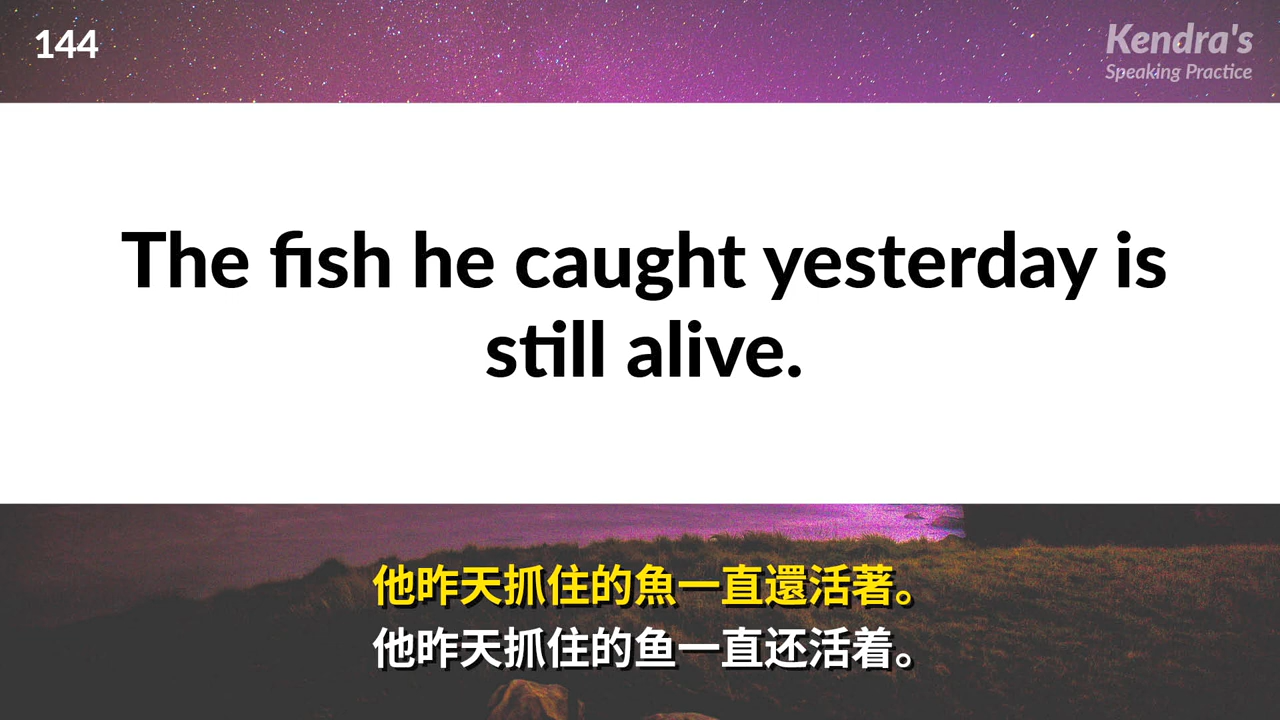 144
Kendra's
Speaking Practice
The fish he caught yesterday is
still alive.
他昨天抓住的魚一直還活著。
他昨天抓住的鱼一直还活着。